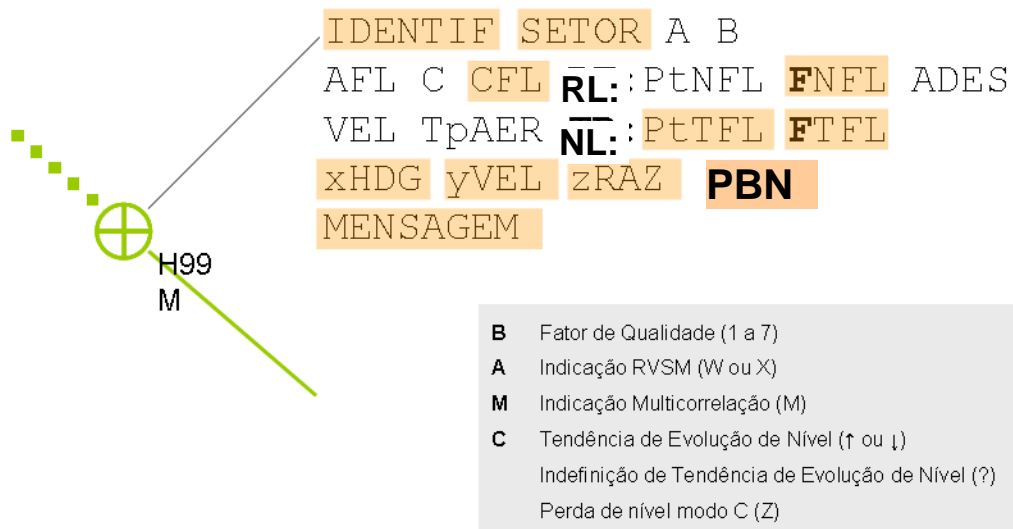 IDENTIF SETOR A B
AFL C CFL RL: :PtNFL FNFL ADES
VEL TpAER NL: :PtTFL FTFL
xHDG yVEL zRAZ PBN
MENSAGEM
H99
M
B Fator de Qualidade (1 a 7)
A Indicação RVSM (W ou X)
M Indicação Multicorrelação (M)
C Tendência de Evolução de Nível (↑ ou ↓)
Indefinição de Tendência de Evolução de Nível (?)
Perda de nível modo C (Z)